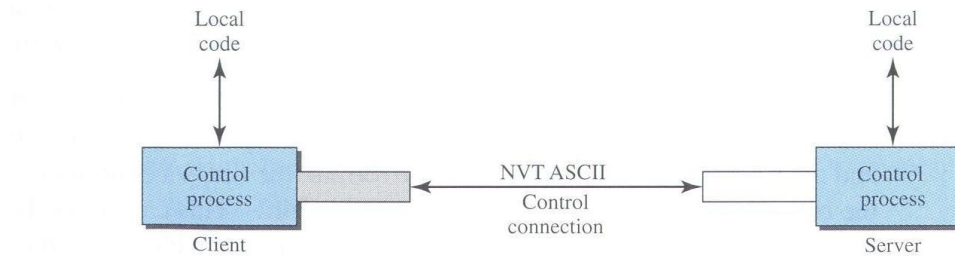 Local
code
Local
code
Control
process
NVT ASCII
Control
connection
Control
process
Client
Server